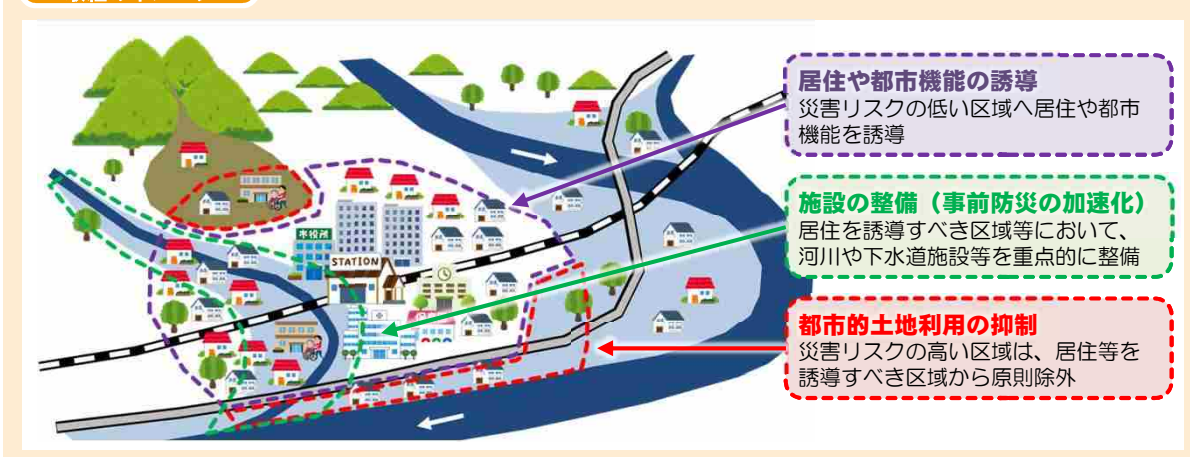 居住や都市機能の誘導
災害リスクの低い区域へ居住や都市
機能を誘導
施設の整備（事前防災の加速化）
居住を誘導すべき区域等において、
河川や下水道施設等を重点的に整備
都市的土地利用の抑制
災害リスクの高い区域は、居住等を
誘導すべき区域から原則除外
市役所
STATION